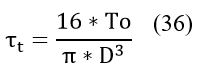 τₜ = 16 * To / π * D³ (36)